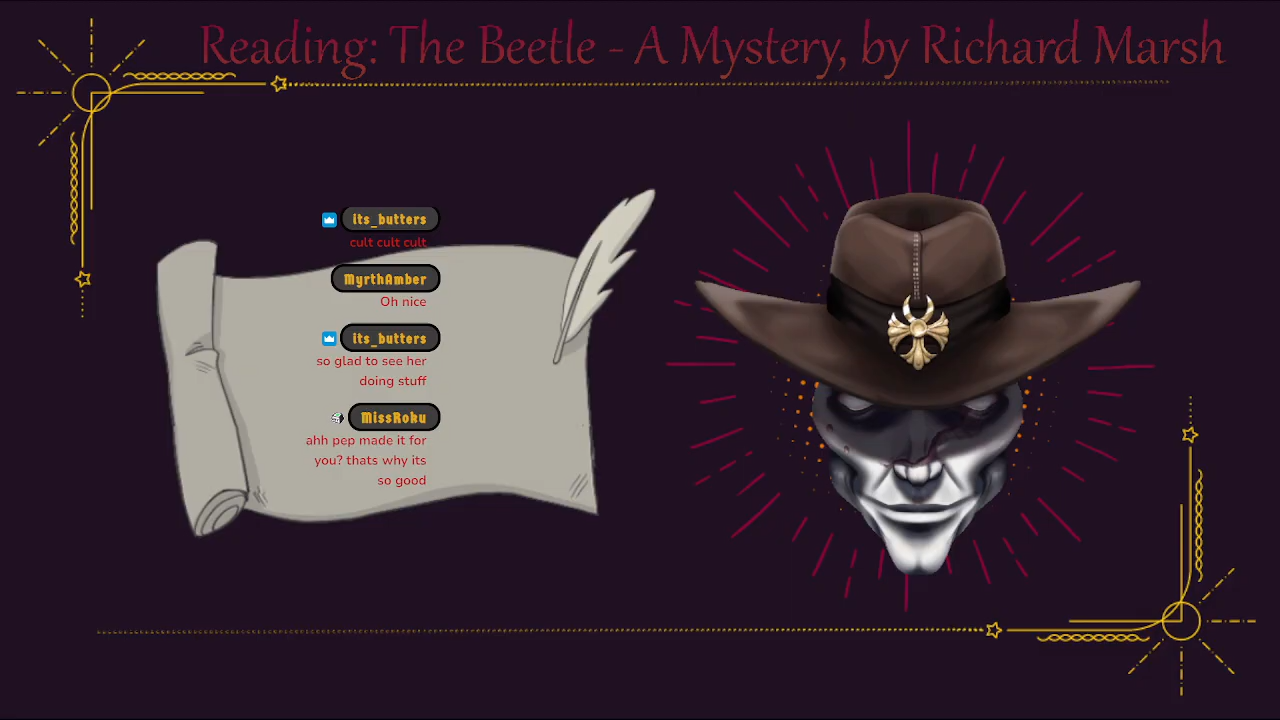 Reading: The Beetle - A Mystery, by Richard Marsh
its_butters
cult cult cult
MyrthAmber
Oh nice
its_butters
so glad to see her
doing stuff
MissRoku
ahh pep made it for
you? thats why its
so good